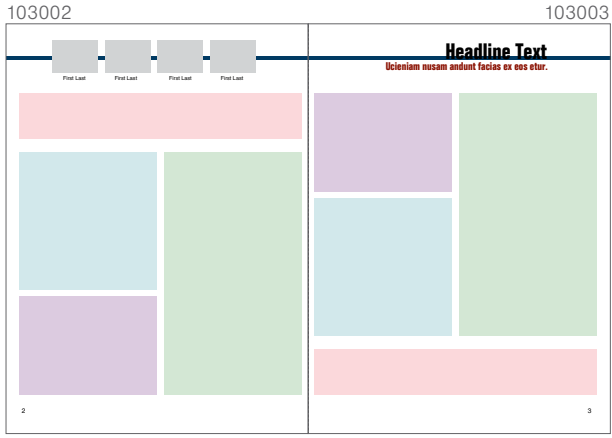 103002
103003
Headline Text
Ucieniam nusam andunt facias ex eos etur.
First Last
First Last
First Last
First Last
2
3